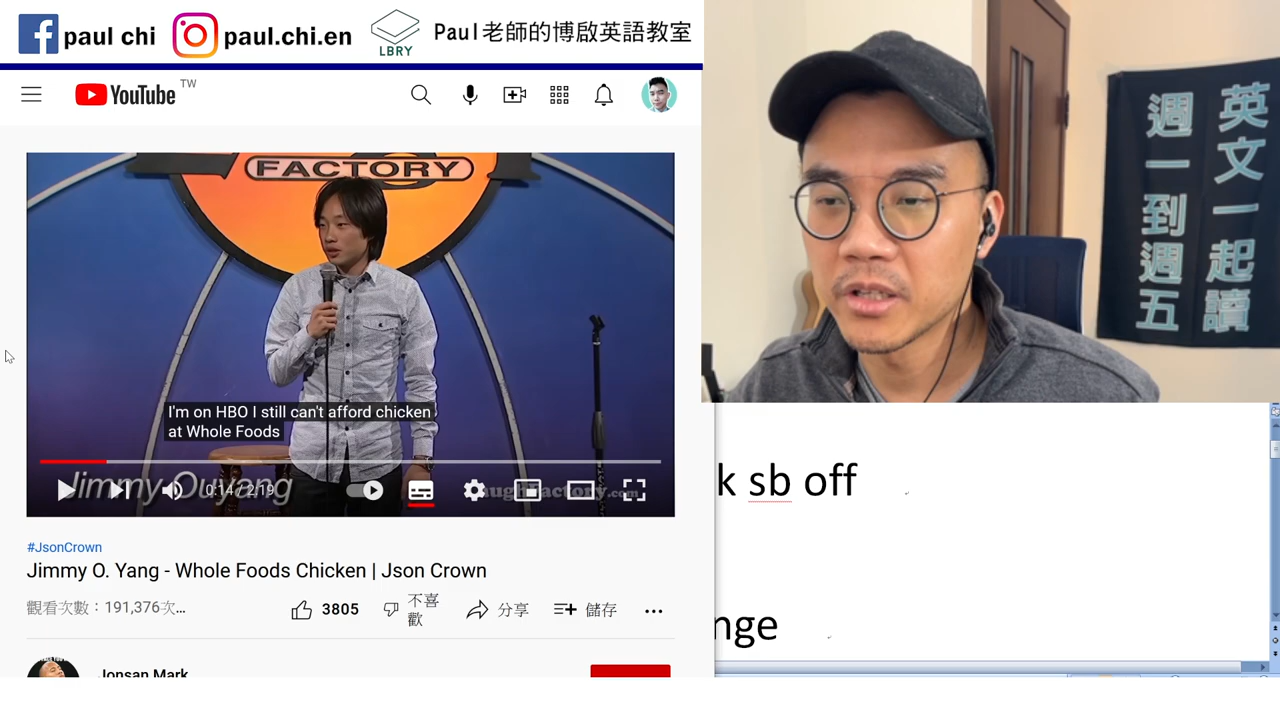 paul chi
paul.chi.en
LBRY
Paul老師的博啟英語教室
YouTube TW
FACTORY
I'm on HBO I still can't afford chicken
at Whole Foods
Jimmy Ouyang
0:14 / 2:19
aughFactory.com
#JsonCrown
Jimmy O. Yang - Whole Foods Chicken | Json Crown
觀看次數：191,376次...
3805
不喜歡
分享
儲存
Jonsan Mark
英文一起讀
週一到週五
k sb off
nge